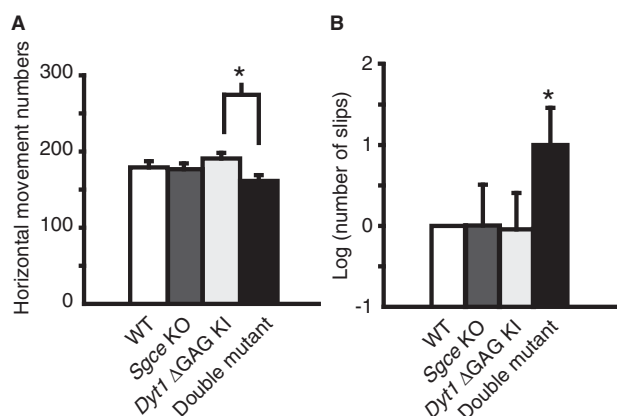 A
Horizontal movement numbers
300
200
100
0
*
WT
Sgce KO
Dyt1 ΔGAG KI
Double mutant
B
Log (number of slips)
2
1
0
-1
*
WT
Sgce KO
Dyt1 ΔGAG KI
Double mutant